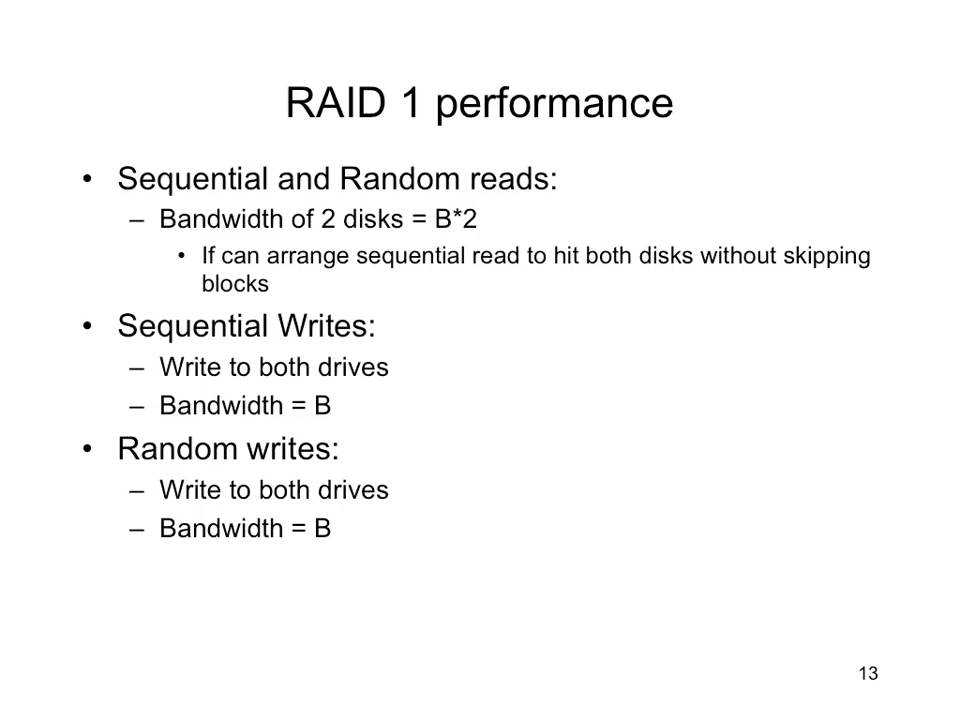 RAID 1 performance
• Sequential and Random reads:
– Bandwidth of 2 disks = B*2
• If can arrange sequential read to hit both disks without skipping
blocks
• Sequential Writes:
– Write to both drives
– Bandwidth = B
• Random writes:
– Write to both drives
– Bandwidth = B
13